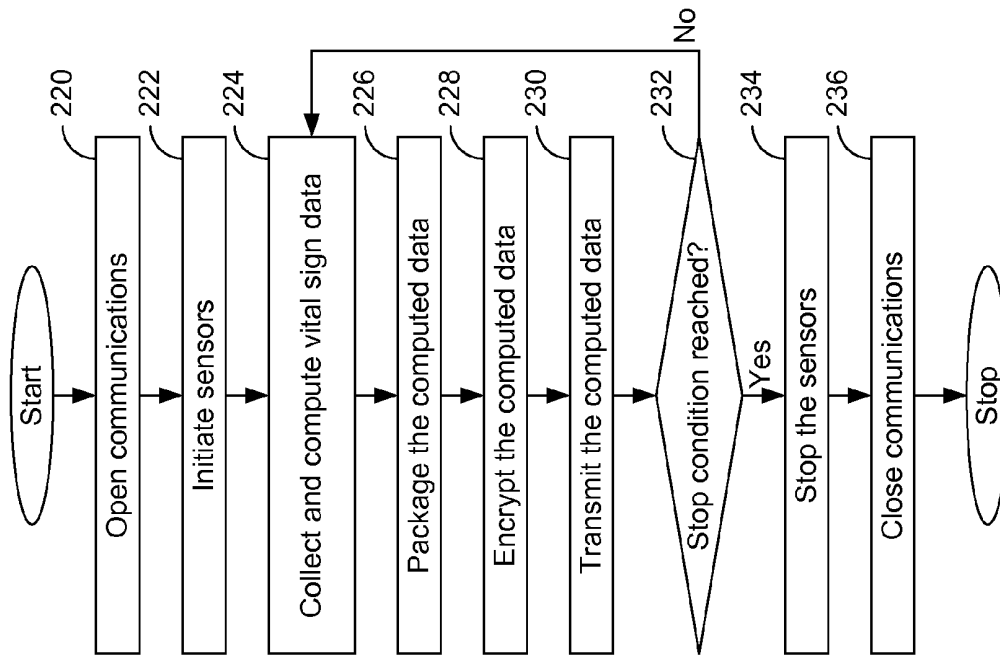 Start
220
Open communications
222
Initiate sensors
224
Collect and compute vital sign data
226
Package the computed data
228
Encrypt the computed data
230
Transmit the computed data
232
Stop condition reached?
No
Yes
234
Stop the sensors
236
Close communications
Stop